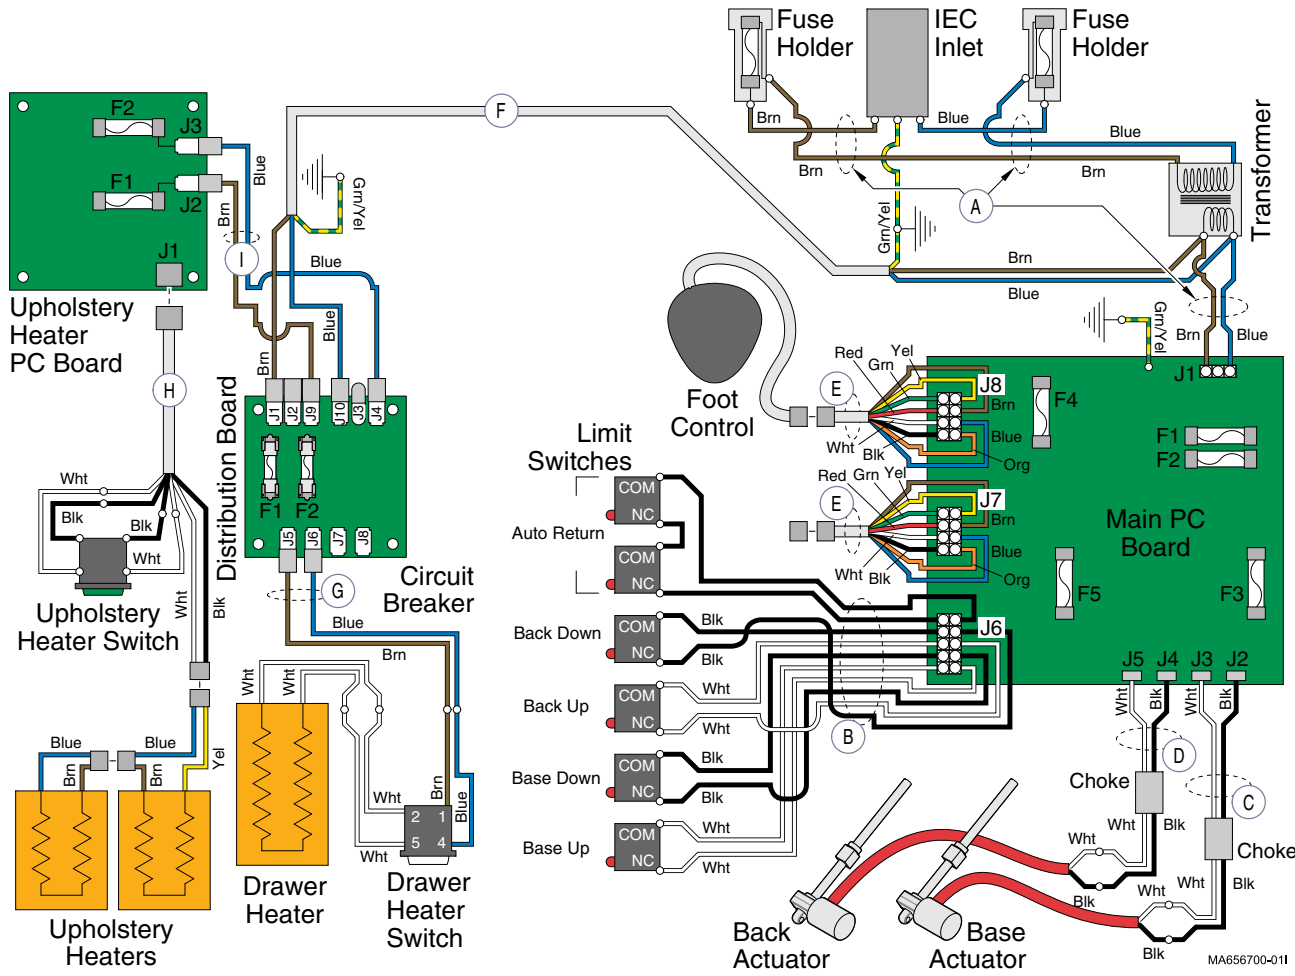 Fuse
Holder
IEC
Inlet
Fuse
Holder
Brn
Blue
Blue
Brn
Brn
A
Transformer
Grn/Yel
F
F2
J3
F1
J2
J1
Blue
Brn
Grn/Yel
I
Upholstery
Heater
PC Board
Blue
Blue
Brn
Brn
Blue
Grn/Yel
Brn
Blue
H
Distribution Board
J1
J2
J9
J10
J3
J4
F1
F2
J5
J6
J7
J8
Foot
Control
E
Red
Grn
Yel
Wht
Blk
J8
Brn
Blue
Org
J1
F4
F1
F2
Limit
Switches
COM
NC
Auto Return
COM
NC
E
Red
Grn
Yel
Wht
Blk
J7
Brn
Blue
Org
Main PC
Board
F5
F3
Wht
Blk
Blk
Wht
Upholstery
Heater Switch
Wht
Blk
G
Circuit
Breaker
Blue
Brn
Back Down
COM
NC
Blk
Blk
J6
J5
J4
J3
J2
Wht
Blk
Wht
Blk
Wht
Wht
Back Up
COM
NC
Wht
Wht
B
D
Blue
Blue
Yel
Brn
Brn
Base Down
COM
NC
Blk
Blk
Choke
C
Wht
Brn
Blue
2
1
5
4
Wht
Base Up
COM
NC
Wht
Wht
Wht
Blk
Choke
Wht
Blk
Wht
Wht
Blk
Blk
Blk
Upholstery
Heaters
Drawer
Heater
Drawer
Heater
Switch
Back
Actuator
Base
Actuator
MA656700-01I